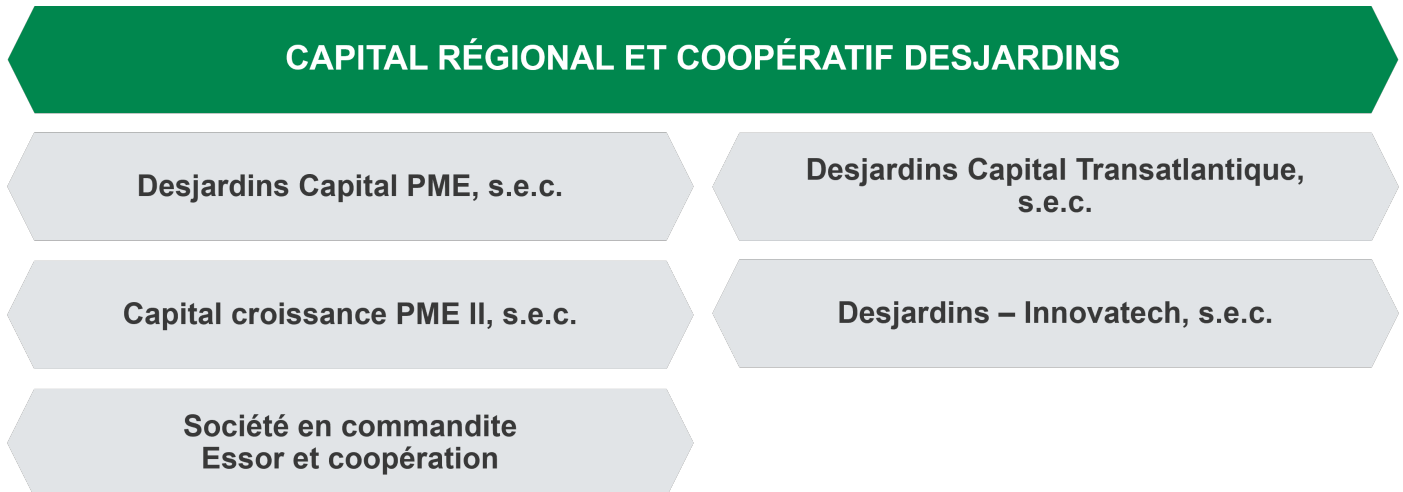 CAPITAL RÉGIONAL ET COOPÉRATIF DESJARDINS
Desjardins Capital PME, s.e.c.
Desjardins Capital Transatlantique,
s.e.c.
Capital croissance PME II, s.e.c.
Desjardins – Innovatech, s.e.c.
Société en commandite
Essor et coopération